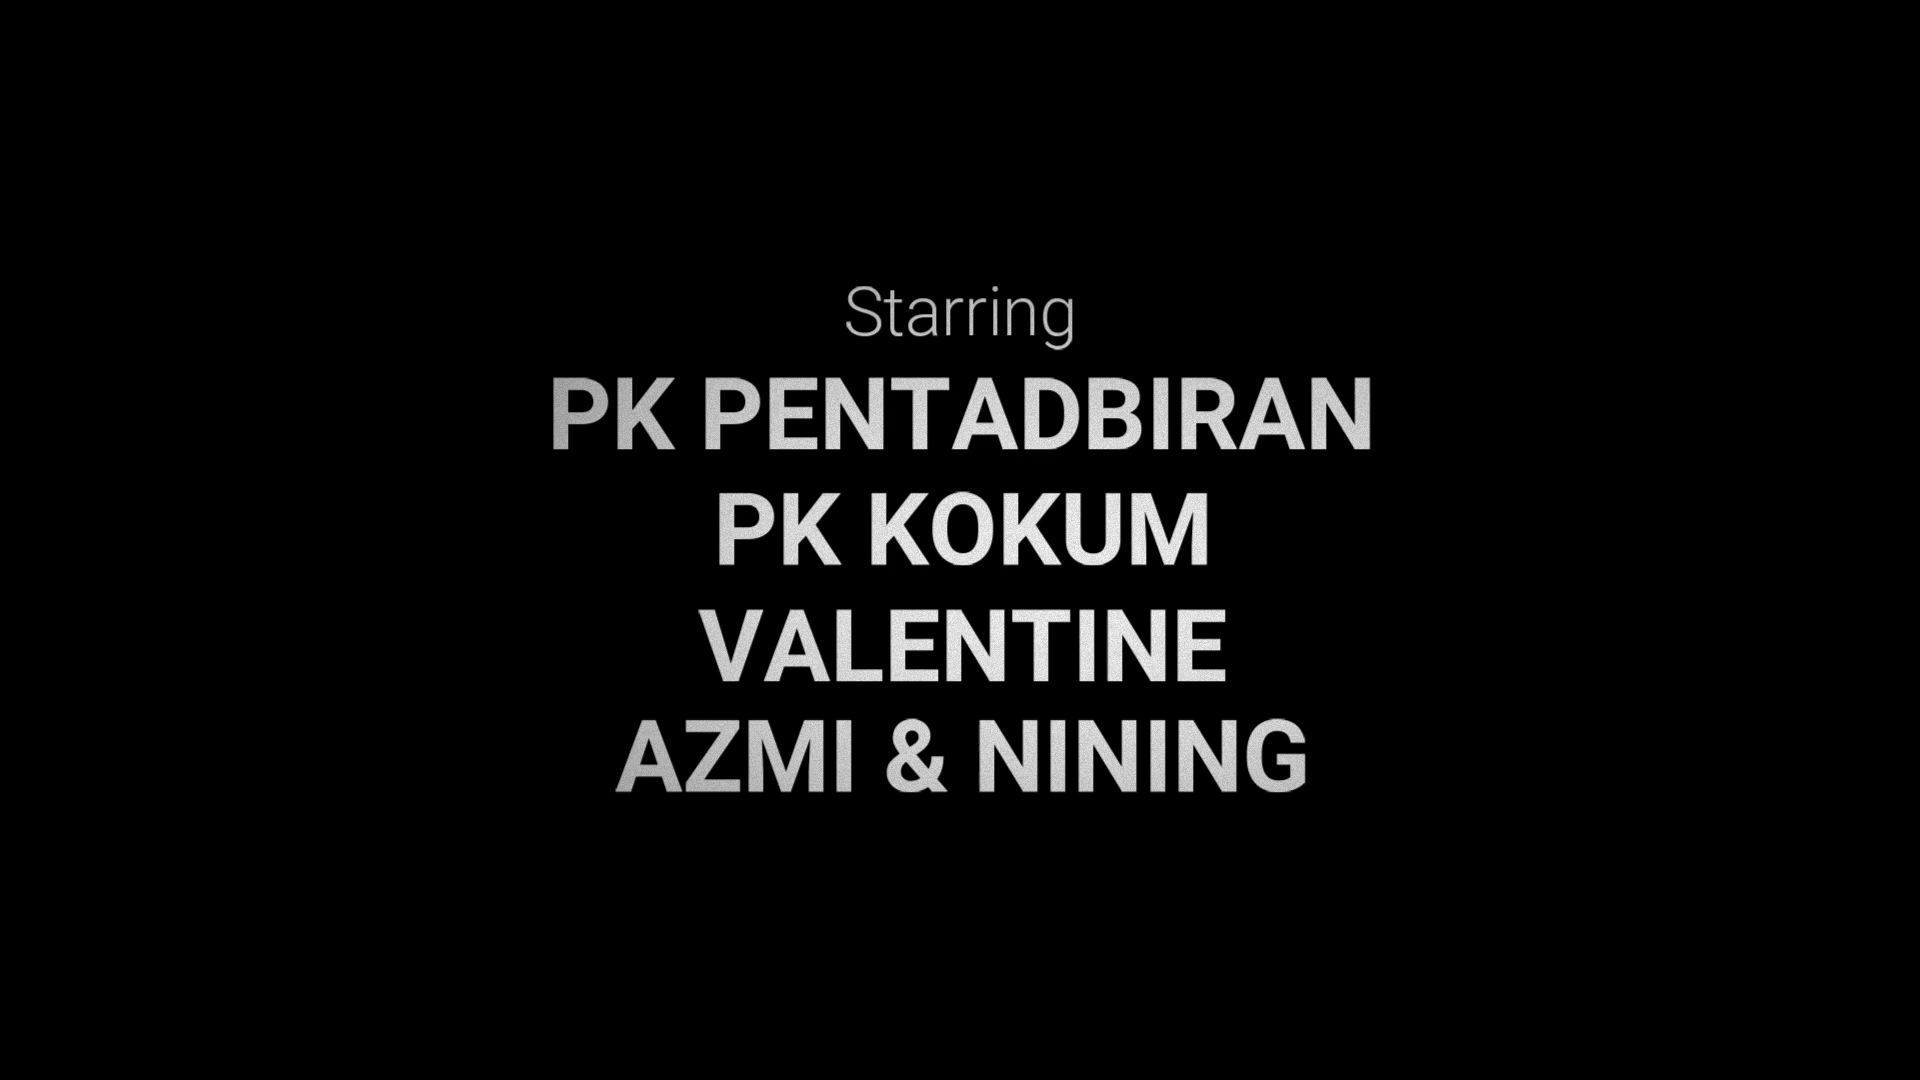 Starring
PK PENTADBIRAN
PK KOKUM
VALENTINE
AZMI & NINING